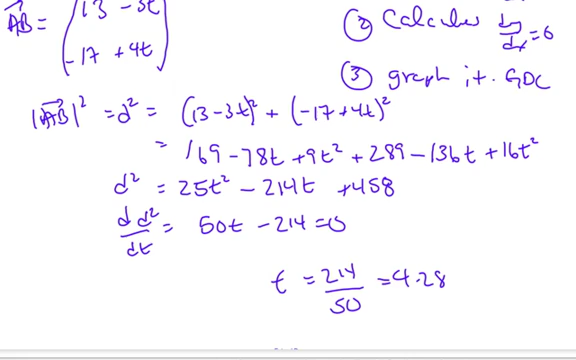 AB = (13 - 3t
-17 + 4t)
② Calculus dy/dx = 0
③ graph it. GDC
|AB|² = d² = (13-3t)² + (-17+4t)²
= 169 - 78t + 9t² + 289 - 136t + 16t²
d² = 25t² - 214t + 458
d d²/dt = 50t - 214 = 0
t = 214/50 = 4.28